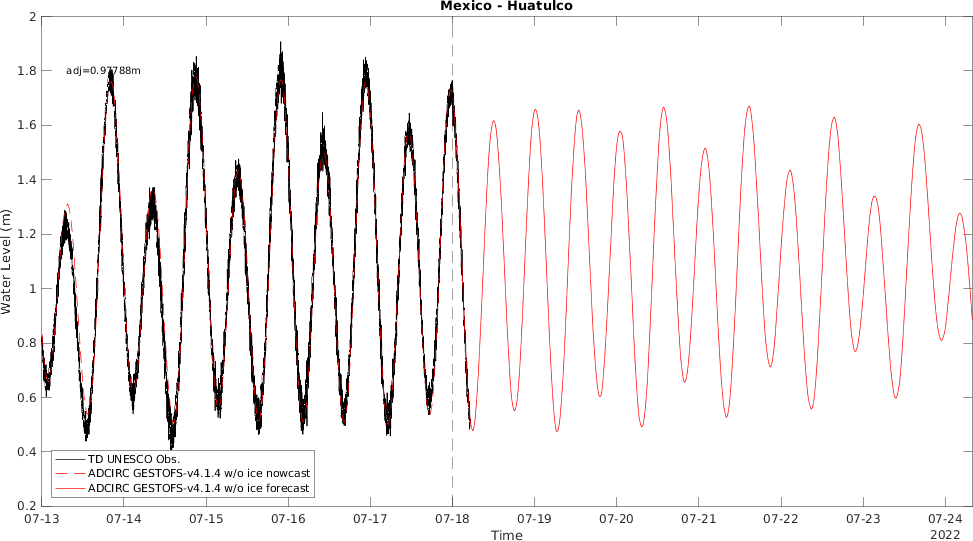 Mexico - Huatulco
2
1.8
1.6
1.4
1.2
1
0.8
0.6
0.4
0.2
Water Level (m)
adj=0.97788m
TD UNESCO Obs.
ADCIRC GESTOFS-v4.1.4 w/o ice nowcast
ADCIRC GESTOFS-v4.1.4 w/o ice forecast
07-13 07-14 07-15 07-16 07-17 07-18 07-19 07-20 07-21 07-22 07-23 07-24
2022
Time